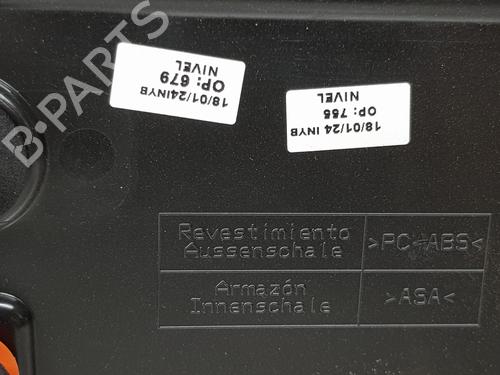 B-PARTS
18/01/24INYB
OP: 679
NIVEL
18/01/24 INYB
OP: 755
NIVEL
Revestimiento
Aussenschale
>PC+ABS<
Armazón
Innenschale
>ASA<